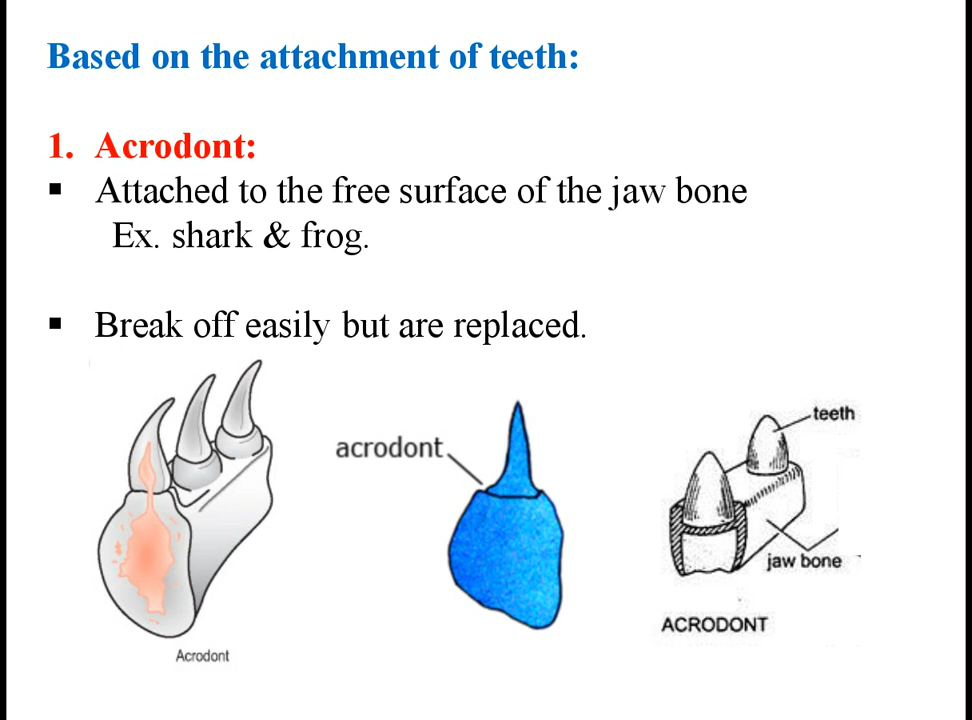 Based on the attachment of teeth:
1. Acrodont:
▪ Attached to the free surface of the jaw bone
Ex. shark & frog.
▪ Break off easily but are replaced.
Acrodont
acrodont
teeth
jaw bone
ACRODONT